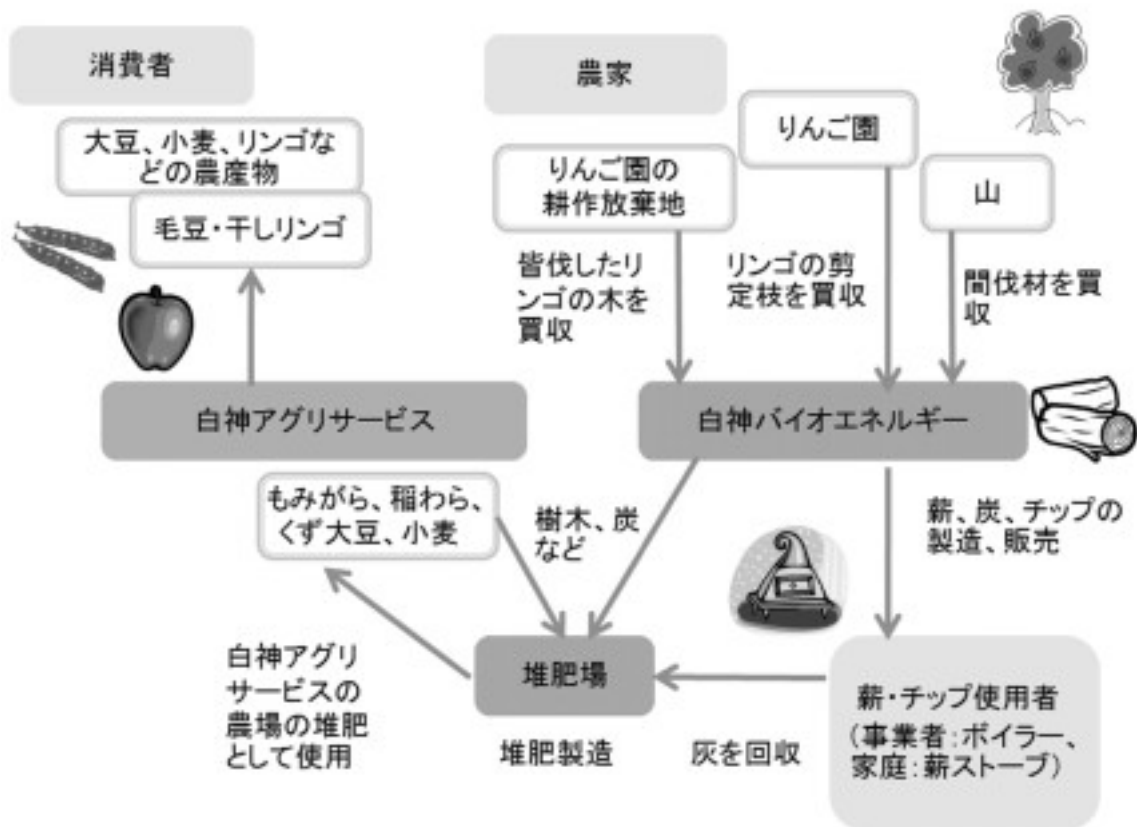 消費者
大豆、小麦、リンゴな
どの農産物
毛豆・干しリンゴ
農家
りんご園
りんご園の
耕作放棄地
山
皆伐したリ
ンゴの木を
買収
リンゴの剪
定枝を買収
間伐材を買
収
白神アグリサービス
白神バイオエネルギー
もみがら、稲わら、
くず大豆、小麦
樹木、炭
など
薪、炭、チップの
製造、販売
白神アグリ
サービスの
農場の堆肥
として使用
堆肥場
堆肥製造
灰を回収
薪・チップ使用者
（事業者：ボイラー、
家庭：薪ストーブ）